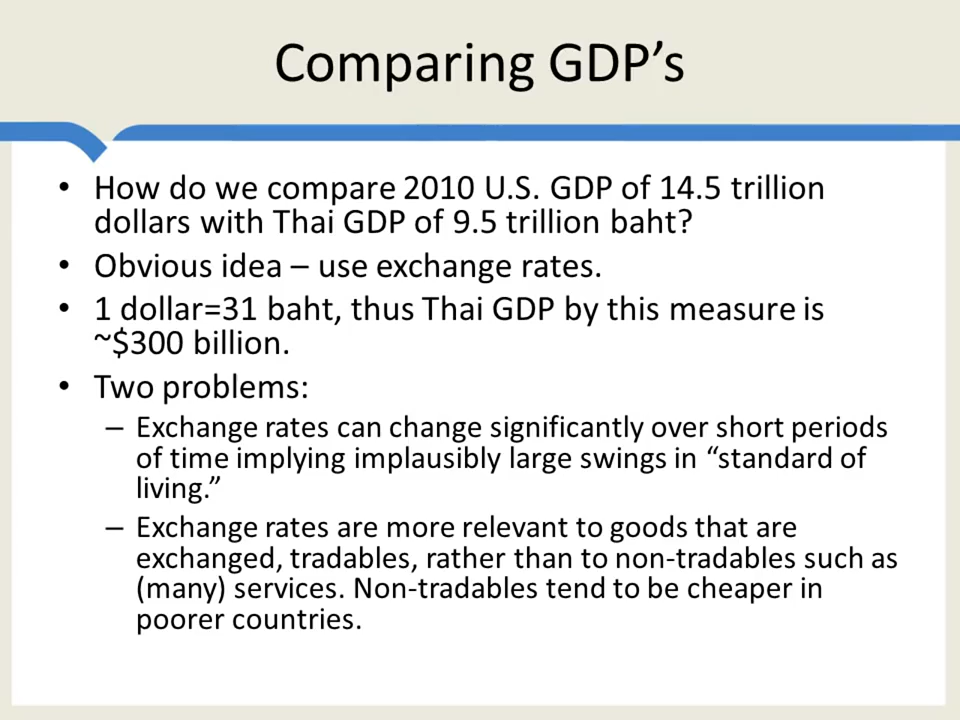 Comparing GDP’s
• How do we compare 2010 U.S. GDP of 14.5 trillion
dollars with Thai GDP of 9.5 trillion baht?
• Obvious idea – use exchange rates.
• 1 dollar=31 baht, thus Thai GDP by this measure is
~$300 billion.
• Two problems:
– Exchange rates can change significantly over short periods
of time implying implausibly large swings in “standard of
living.”
– Exchange rates are more relevant to goods that are
exchanged, tradables, rather than to non-tradables such as
(many) services. Non-tradables tend to be cheaper in
poorer countries.